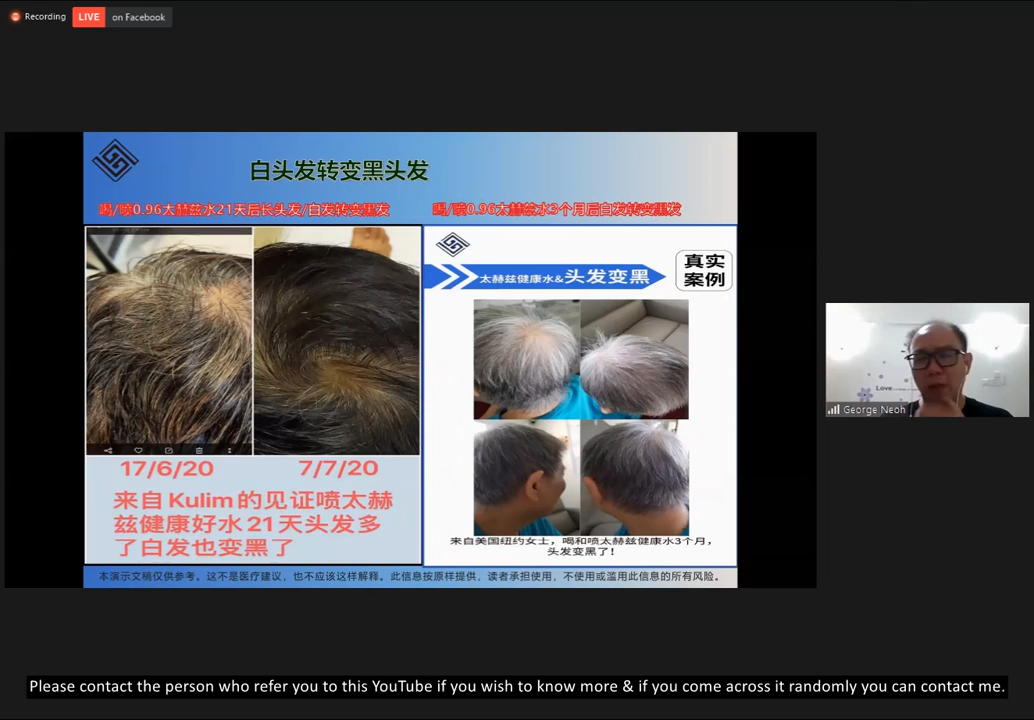 Recording LIVE on Facebook
白头发转变黑头发
喝/喷0.96太赫兹水21天后长头发/白发转变黑发
喝/喷0.96太赫兹水3个月后白发转变黑发
17/6/20 7/7/20
来自Kulim的见证喷太赫
兹健康好水21天头发多
了白发也变黑了
太赫兹健康水&头发变黑
真实
案例
来自美国纽约女士，喝和喷太赫兹健康水3个月，
头发变黑了！
本演示文稿仅供参考。这不是医疗建议，也不应该这样解释。此信息按原样提供，读者承担使用，不使用或滥用此信息的所有风险。
Love
George Neoh
Please contact the person who refer you to this YouTube if you wish to know more & if you come across it randomly you can contact me.